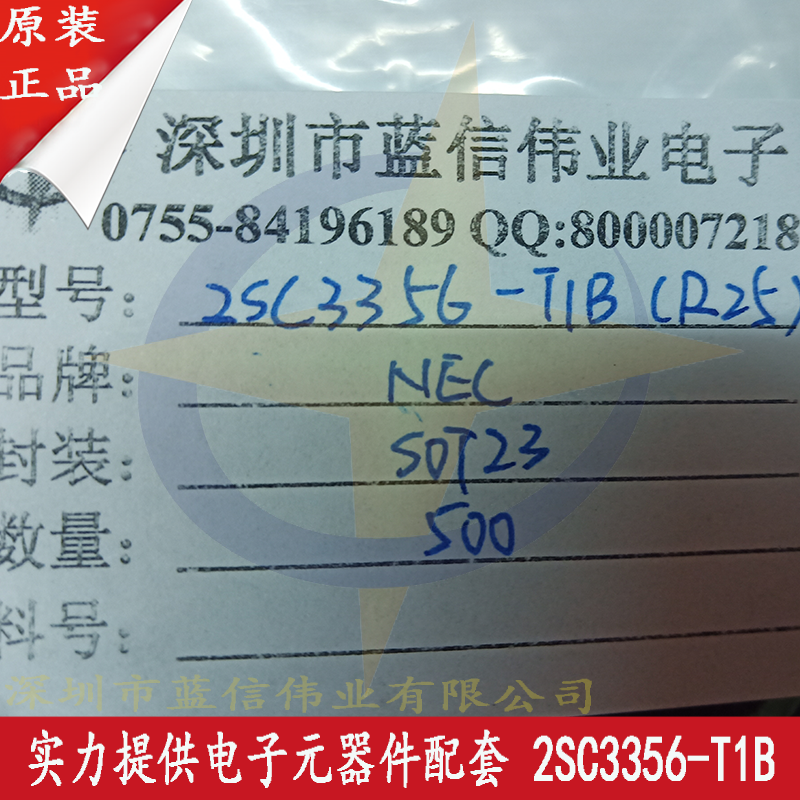 原装
正品
深圳市蓝信伟业电子
0755-84196189 QQ:800007218
型号: 2SC3356-T1B (R25)
品牌: NEC
封装: SOT23
数量: 500
料号:
深圳市蓝信伟业有限公司
实力提供电子元器件配套 2SC3356-T1B